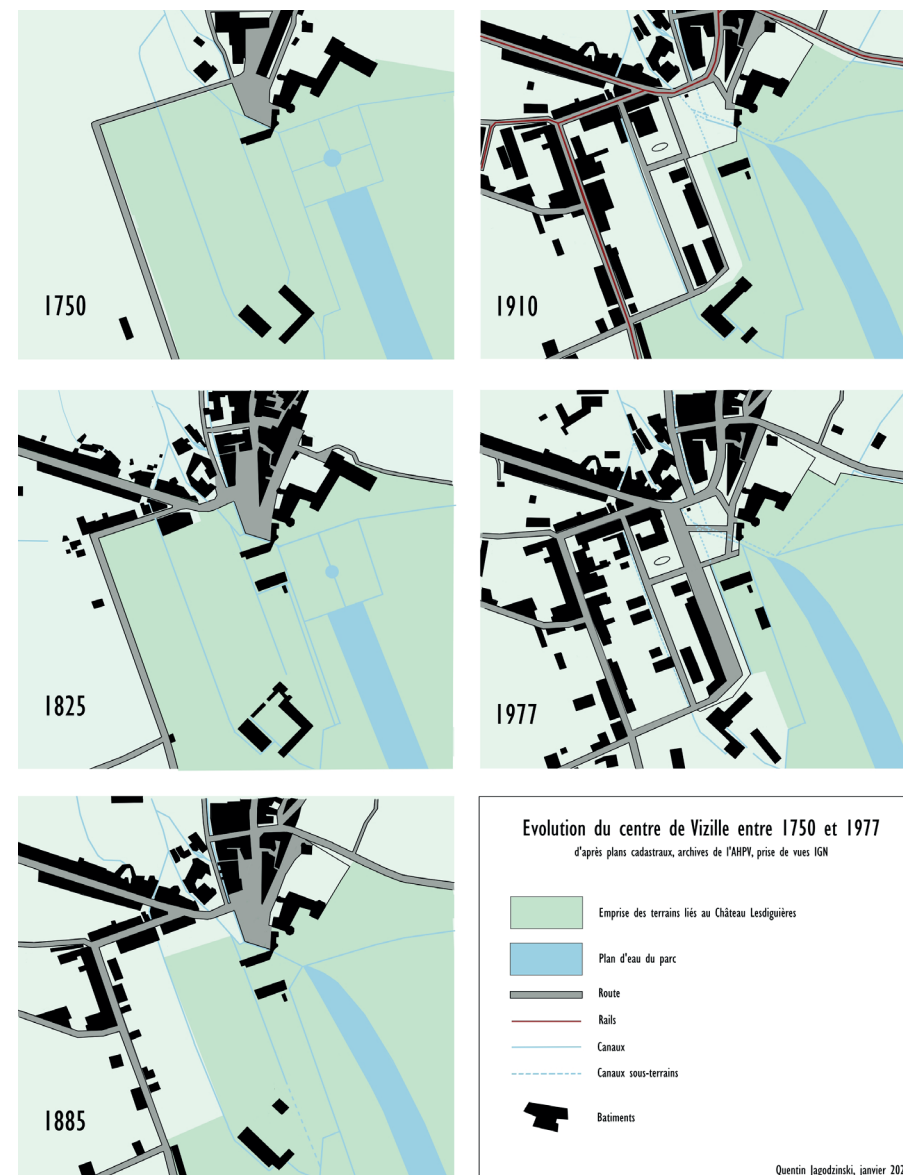 1750
1910
1825
1977
1885
Evolution du centre de Vizille entre 1750 et 1977
d'après plans cadastraux, archives de l'AHPV, prise de vues IGN
Emprise des terrains liés au Château Lesdiguières
Plan d'eau du parc
Route
Rails
Canaux
Canaux sous-terrains
Batiments
Quentin Jagodzinski, janvier